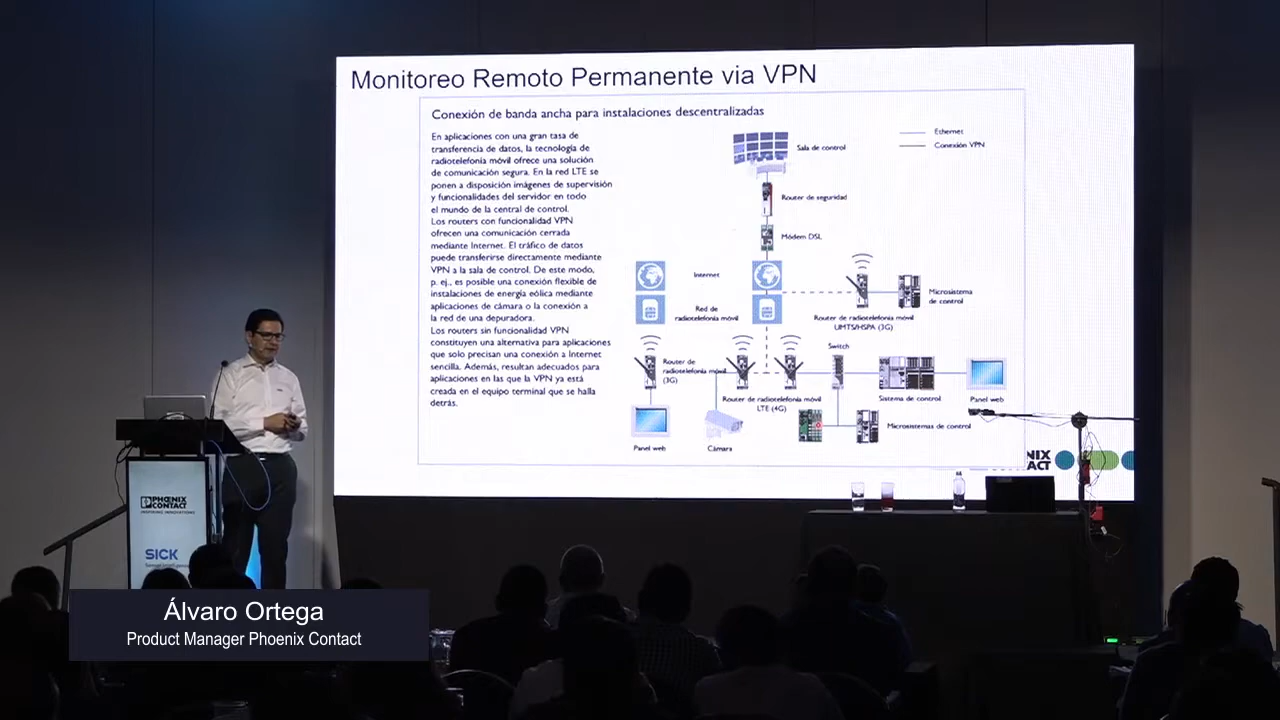 Monitoreo Remoto Permanente via VPN
Conexión de banda ancha para instalaciones descentralizadas
En aplicaciones con una gran tasa de
transferencia de datos, la tecnología de
radiotelefonía móvil ofrece una solución
de comunicación segura. En la red LTE se
ponen a disposición imágenes de supervisión
y funcionalidades del servidor en todo
el mundo de la central de control.
Los routers con funcionalidad VPN
ofrecen una comunicación cerrada
mediante Internet. El tráfico de datos
puede transferirse directamente mediante
VPN a la sala de control. De este modo,
p. ej., es posible una conexión flexible de
instalaciones de energía eólica mediante
aplicaciones de cámara o la conexión a
la red de una depuradora.
Los routers sin funcionalidad VPN
constituyen una alternativa para aplicaciones
que solo precisan una conexión a Internet
sencilla. Además, resultan adecuados para
aplicaciones en las que la VPN ya está
creada en el equipo terminal que se halla
detrás.
Ethernet
Conexión VPN
Sala de control
Router de seguridad
Módem DSL
Internet
Red de
radiotelefonía móvil
Microsistema
de control
Router de radiotelefonía móvil
UMTS/HSPA (3G)
Switch
Router de
radiotelefonía móvil
(3G)
Router de radiotelefonía móvil
LTE (4G)
Sistema de control
Panel web
Panel web
Cámara
Microsistemas de control
NIX
ACT
PHŒNIX
CONTACT
INSPIRING INNOVATIONS
SICK
Sensor Intelligence
Álvaro Ortega
Product Manager Phoenix Contact